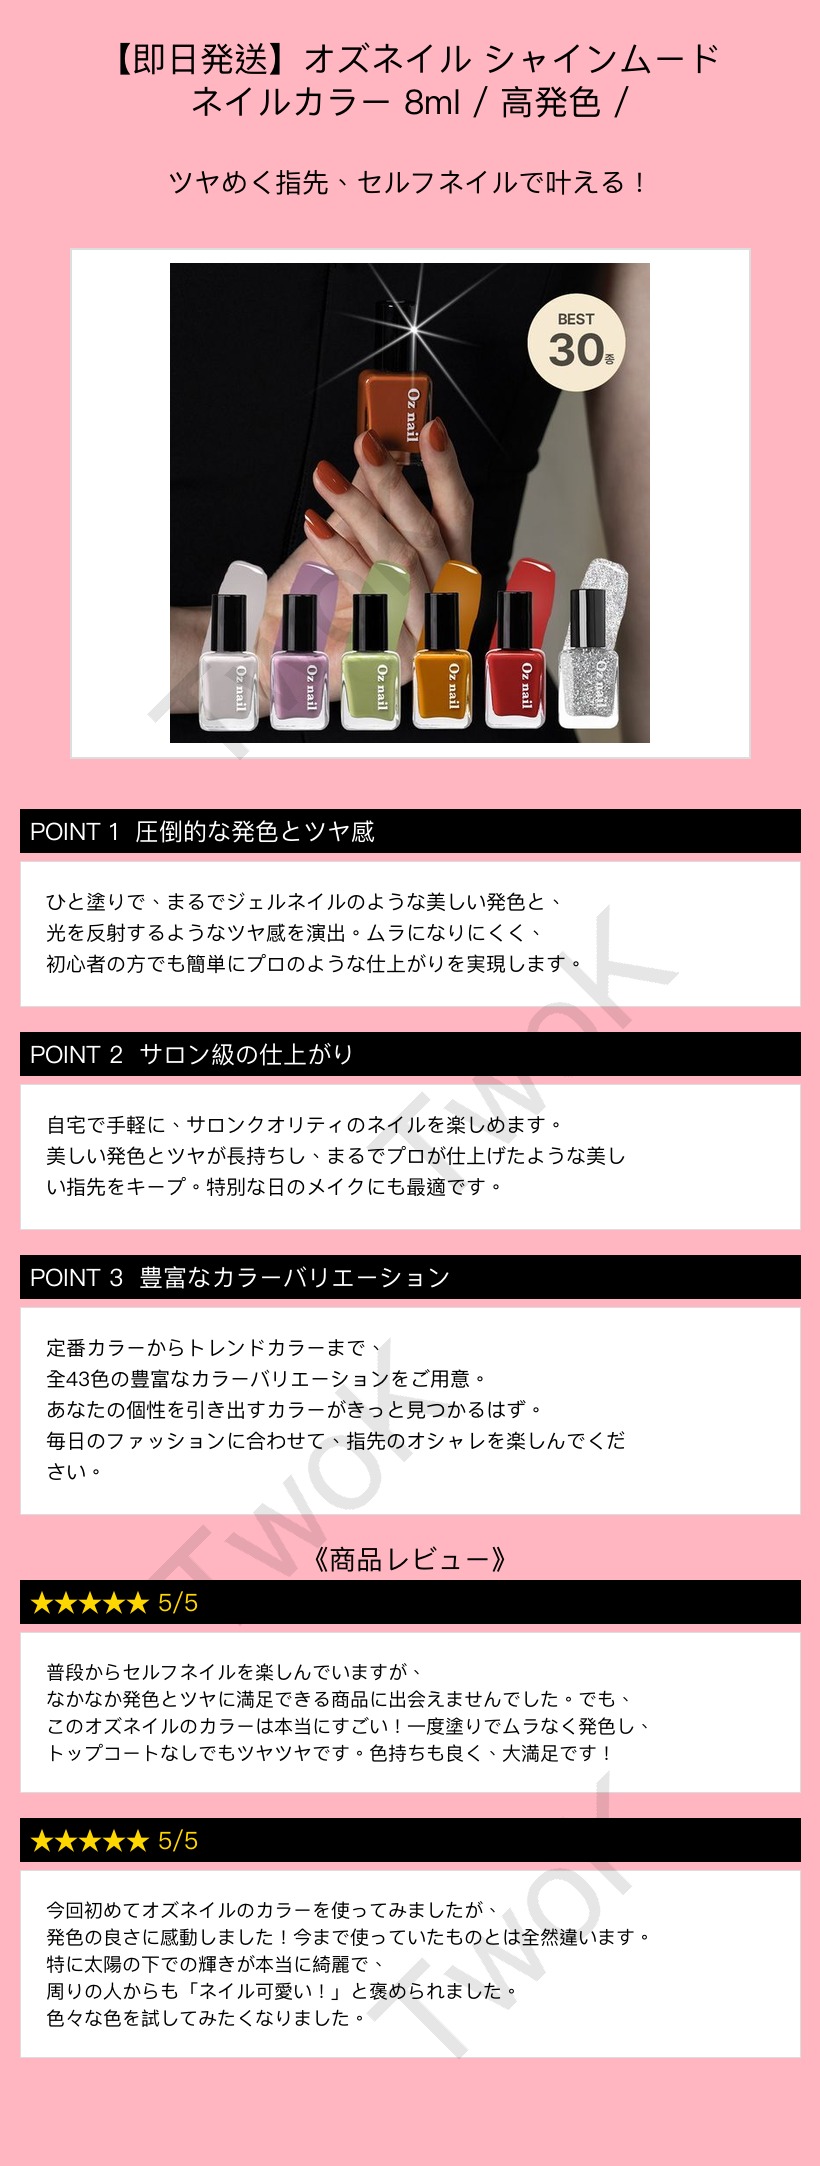 【即日発送】オズネイル シャインムード
ネイルカラー 8ml / 高発色 /
ツヤめく指先、セルフネイルで叶える！
BEST
30종
Oz nail
Oz nail
Oz nail
Oz nail
Oz nail
Oz nail
Oz nail
POINT 1 圧倒的な発色とツヤ感
ひと塗りで、まるでジェルネイルのような美しい発色と、
光を反射するようなツヤ感を演出。ムラになりにくく、
初心者の方でも簡単にプロのような仕上がりを実現します。
TwoK
POINT 2 サロン級の仕上がり
自宅で手軽に、サロンクオリティのネイルを楽しめます。
美しい発色とツヤが長持ちし、まるでプロが仕上げたような美し
い指先をキープ。特別な日のメイクにも最適です。
POINT 3 豊富なカラーバリエーション
定番カラーからトレンドカラーまで、
全43色の豊富なカラーバリエーションをご用意。
あなたの個性を引き出すカラーがきっと見つかるはず。
毎日のファッションに合わせて、指先のオシャレを楽しんでくだ
さい。
TwoK
《商品レビュー》
★★★★★ 5/5
普段からセルフネイルを楽しんでいますが、
なかなか発色とツヤに満足できる商品に出会えませんでした。でも、
このオズネイルのカラーは本当にすごい！一度塗りでムラなく発色し、
トップコートなしでもツヤツヤです。色持ちも良く、大満足です！
★★★★★ 5/5
今回初めてオズネイルのカラーを使ってみましたが、
発色の良さに感動しました！今まで使っていたものとは全然違います。
特に太陽の下での輝きが本当に綺麗で、
周りの人からも「ネイル可愛い！」と褒められました。
色々な色を試してみたくなりました。
TwoK